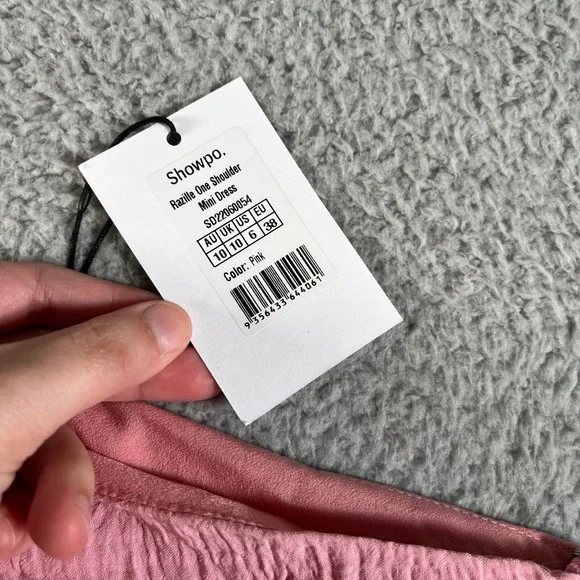 Showpo.
Razille One Shoulder
Mini Dress
SD22060054
AU UK US EU
10 10 6 38
Color: Pink
9 356433 644061